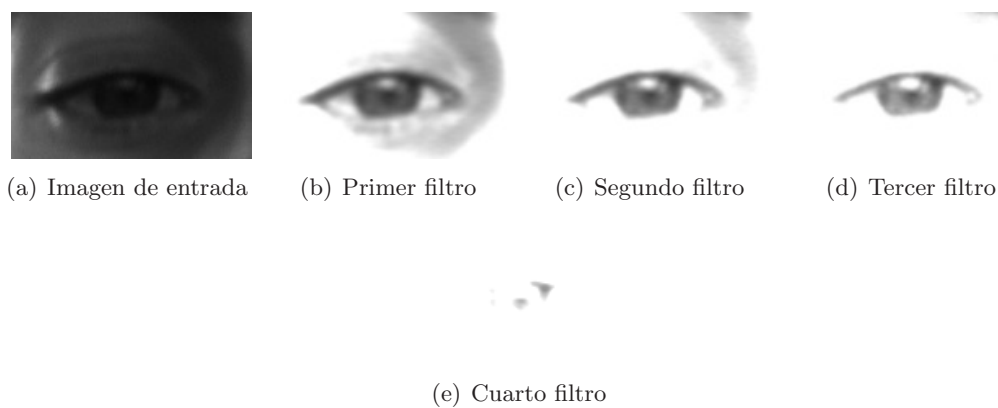 (a) Imagen de entrada
(b) Primer filtro
(c) Segundo filtro
(d) Tercer filtro
(e) Cuarto filtro